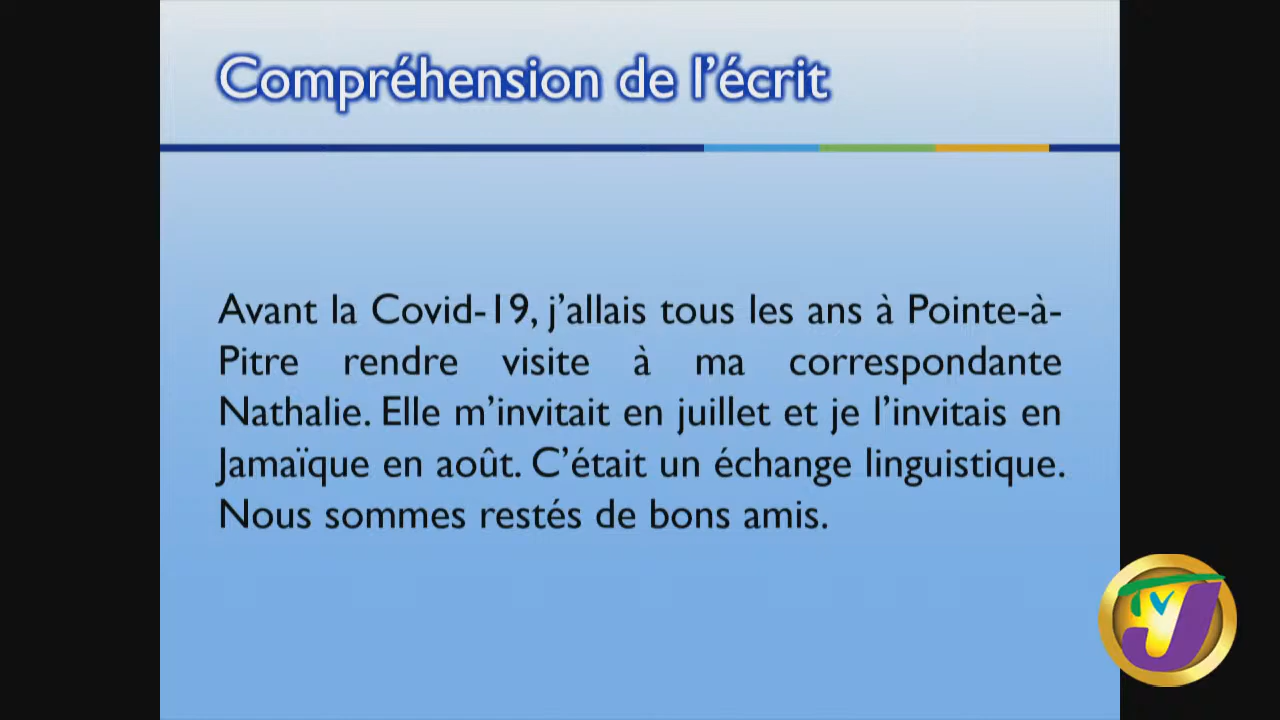 Compréhension de l’écrit
Avant la Covid-19, j’allais tous les ans à Pointe-à-
Pitre rendre visite à ma correspondante
Nathalie. Elle m’invitait en juillet et je l’invitais en
Jamaïque en août. C’était un échange linguistique.
Nous sommes restés de bons amis.
TVJ